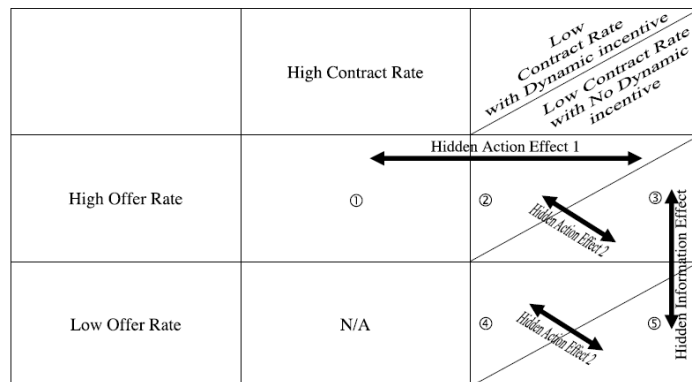 High Contract Rate
Low
Contract Rate
with Dynamic incentive
Low Contract Rate
with No Dynamic
incentive
Hidden Action Effect 1
High Offer Rate
①
②
③
Hidden Action Effect 2
Hidden Information Effect
Low Offer Rate
N/A
④
⑤
Hidden Action Effect 2